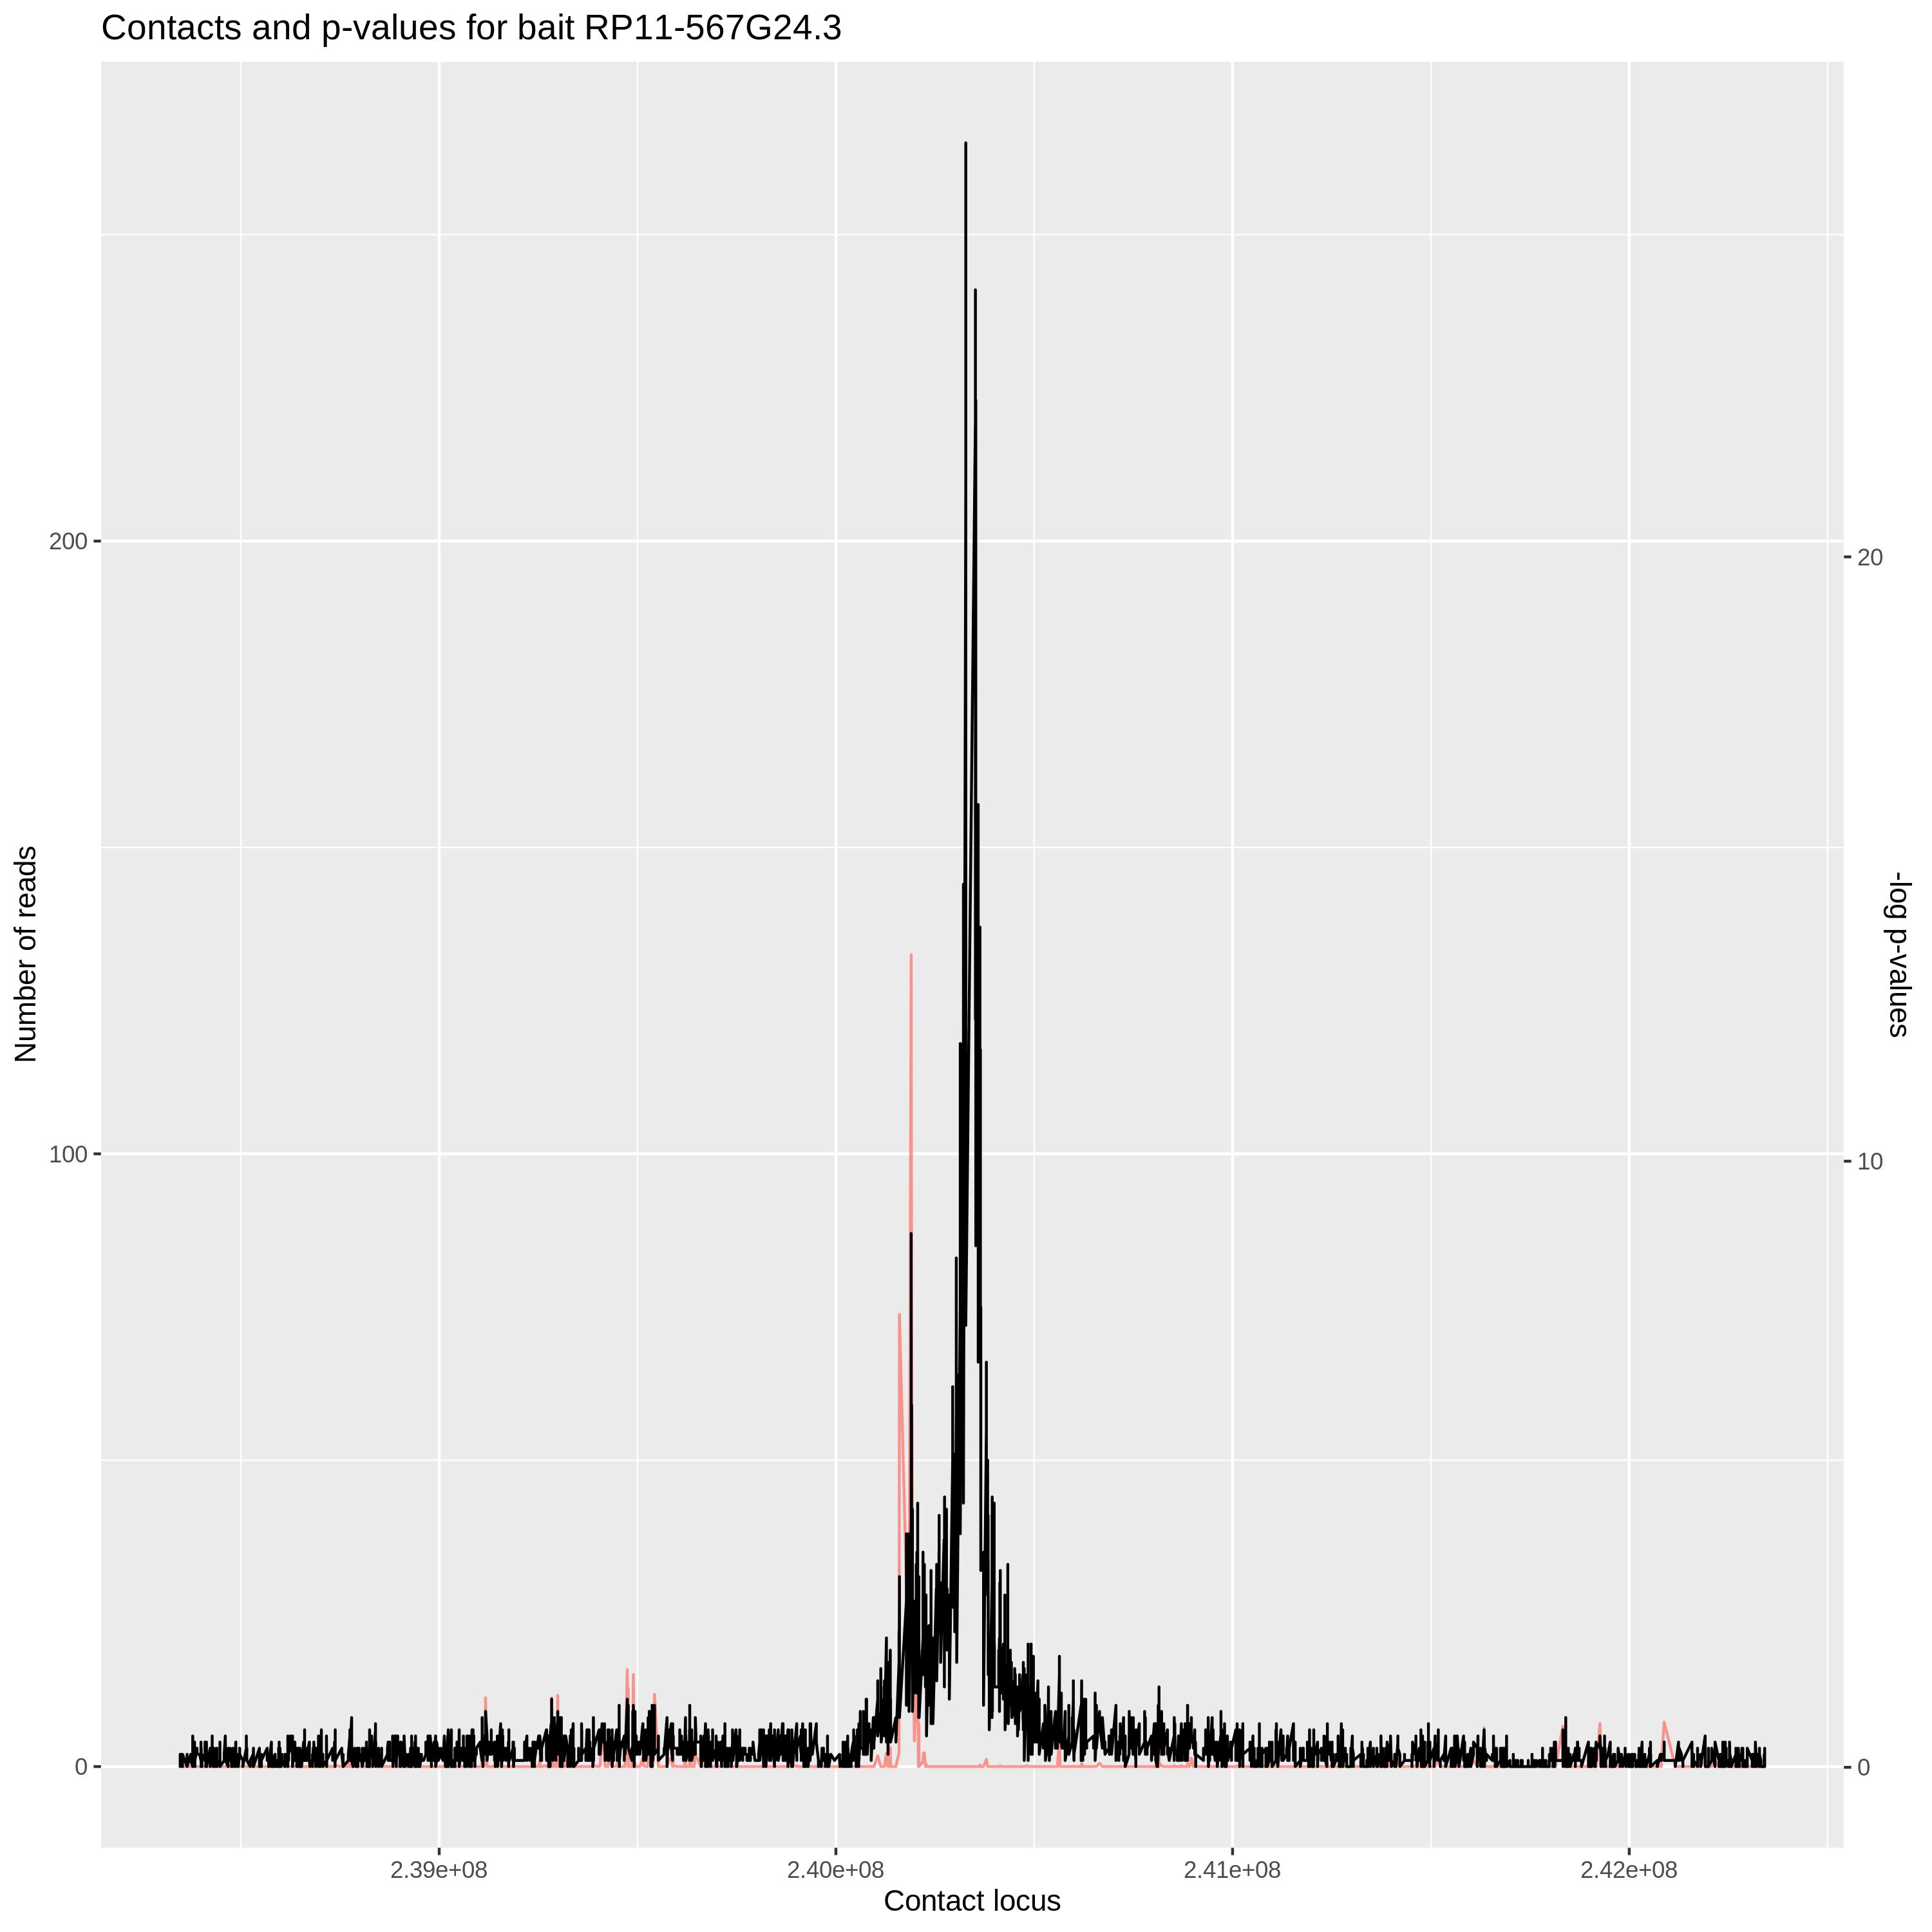 Contacts and p-values for bait RP11-567G24.3
200
100
0
20
10
0
Number of reads
-log p-values
2.39e+08 2.40e+08 2.41e+08 2.42e+08
Contact locus